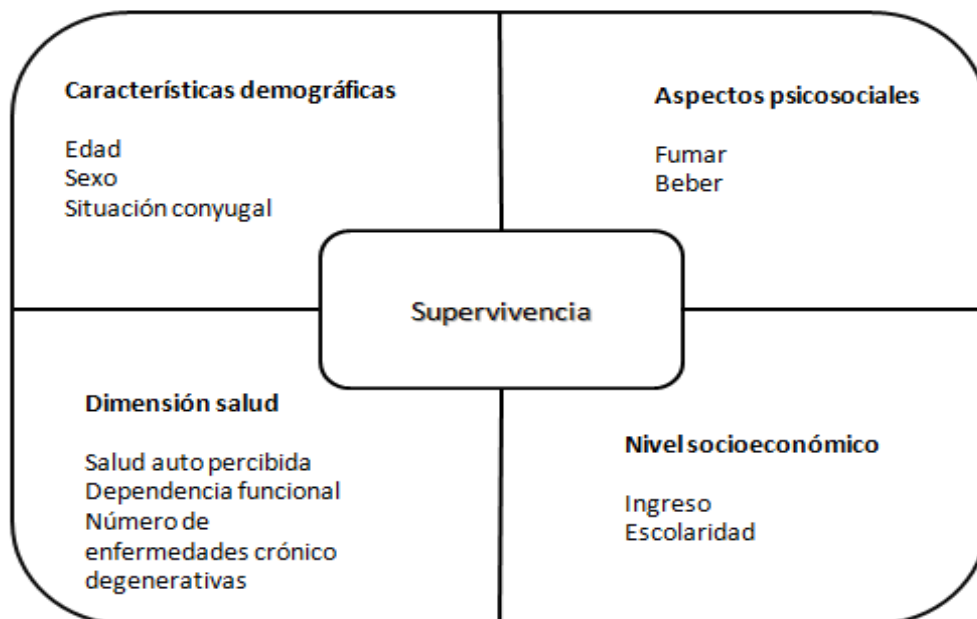 Características demográficas
Edad
Sexo
Situación conyugal
Aspectos psicosociales
Fumar
Beber
Supervivencia
Dimensión salud
Salud auto percibida
Dependencia funcional
Número de
enfermedades crónico
degenerativas
Nivel socioeconómico
Ingreso
Escolaridad